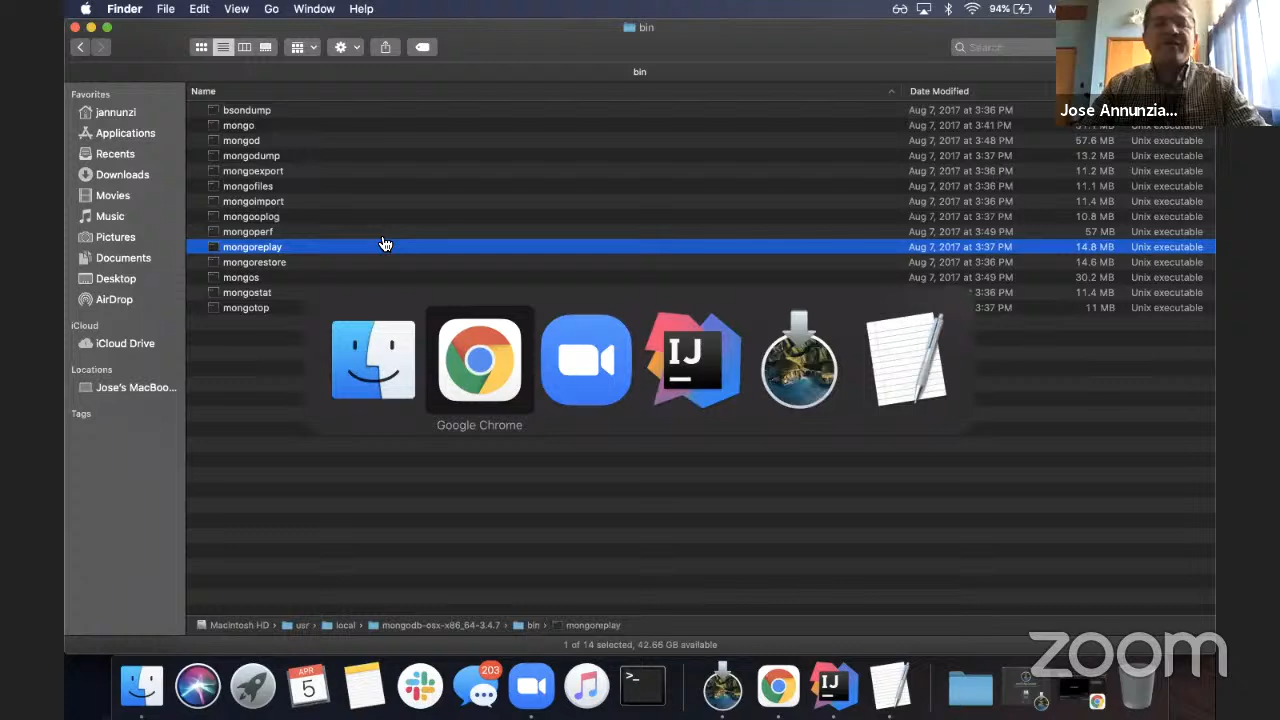 Finder File Edit View Go Window Help 94%
bin
Search
bin
Name Date Modified
Favorites
jannunzi
Applications
Recents
Downloads
Movies
Music
Pictures
Documents
Desktop
AirDrop
iCloud
iCloud Drive
Locations
Jose's MacBoo...
Tags
bsondump Aug 7, 2017 at 3:36 PM
mongo Aug 7, 2017 at 3:41 PM Unix executable
mongod Aug 7, 2017 at 3:48 PM 57.6 MB Unix executable
mongodump Aug 7, 2017 at 3:37 PM 13.2 MB Unix executable
mongoexport Aug 7, 2017 at 3:36 PM 11.2 MB Unix executable
mongofiles Aug 7, 2017 at 3:36 PM 11.1 MB Unix executable
mongoimport Aug 7, 2017 at 3:36 PM 11.4 MB Unix executable
mongooplog Aug 7, 2017 at 3:37 PM 10.8 MB Unix executable
mongoperf Aug 7, 2017 at 3:49 PM 57 MB Unix executable
mongoreplay Aug 7, 2017 at 3:37 PM 14.8 MB Unix executable
mongorestore Aug 7, 2017 at 3:36 PM 14.6 MB Unix executable
mongos Aug 7, 2017 at 3:49 PM 30.2 MB Unix executable
mongostat 3:36 PM 11.4 MB Unix executable
mongotop 3:37 PM 11 MB Unix executable
Jose Annunzia...
IJ
Google Chrome
Macintosh HD usr local mongodb-osx-x86_64-3.4.7 bin mongoreplay
1 of 14 selected, 42.66 GB available
APR
5
203
>_
IJ
zoom